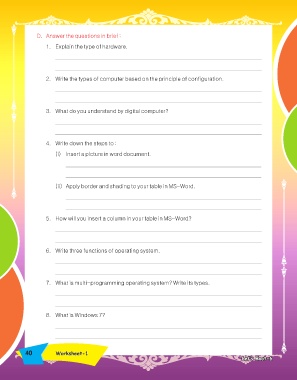 D. Answer the questions in brief :
1. Explain the type of hardware.
2. Write the types of computer based on the principle of configuration.
3. What do you understand by digital computer?
4. Write down the steps to :
(i) Insert a picture in word document.
(ii) Apply border and shading to your table in MS-Word.
5. How will you insert a column in your table in MS-Word?
6. Write three functions of operating system.
7. What is multi-programming operating system? Write its types.
8. What is Windows 7?
40 Worksheet-1